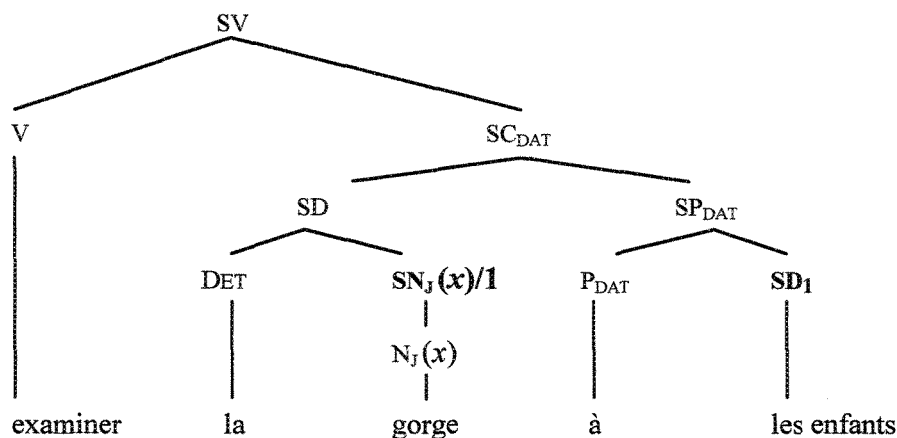 SV
V SC_DAT
SD SP_DAT
DET SN_J(x)/1 P_DAT SD_1
N_J(x)
examiner la gorge à les enfants